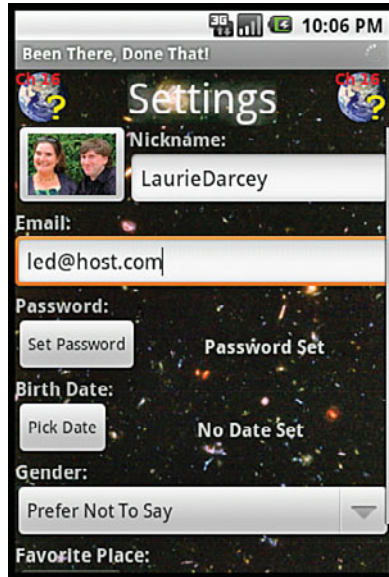 3G 10:06 PM
Been There, Done That!
Ch 16 Ch 16
? Settings ?
Nickname:
LaurieDarcey
Email:
led@host.com
Password:
Set Password Password Set
Birth Date:
Pick Date No Date Set
Gender:
Prefer Not To Say
Favorite Place: